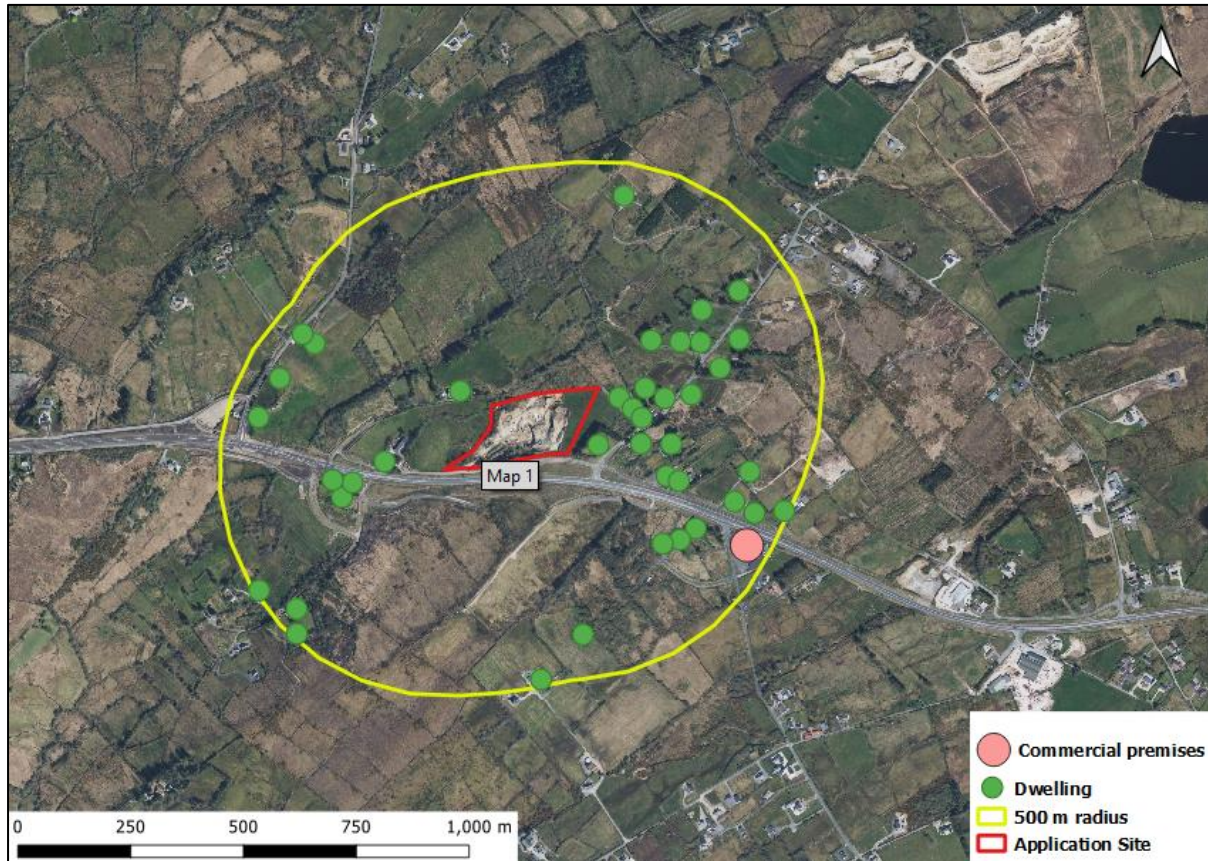 Map 1
Commercial premises
Dwelling
500 m radius
Application Site
0 250 500 750 1,000 m